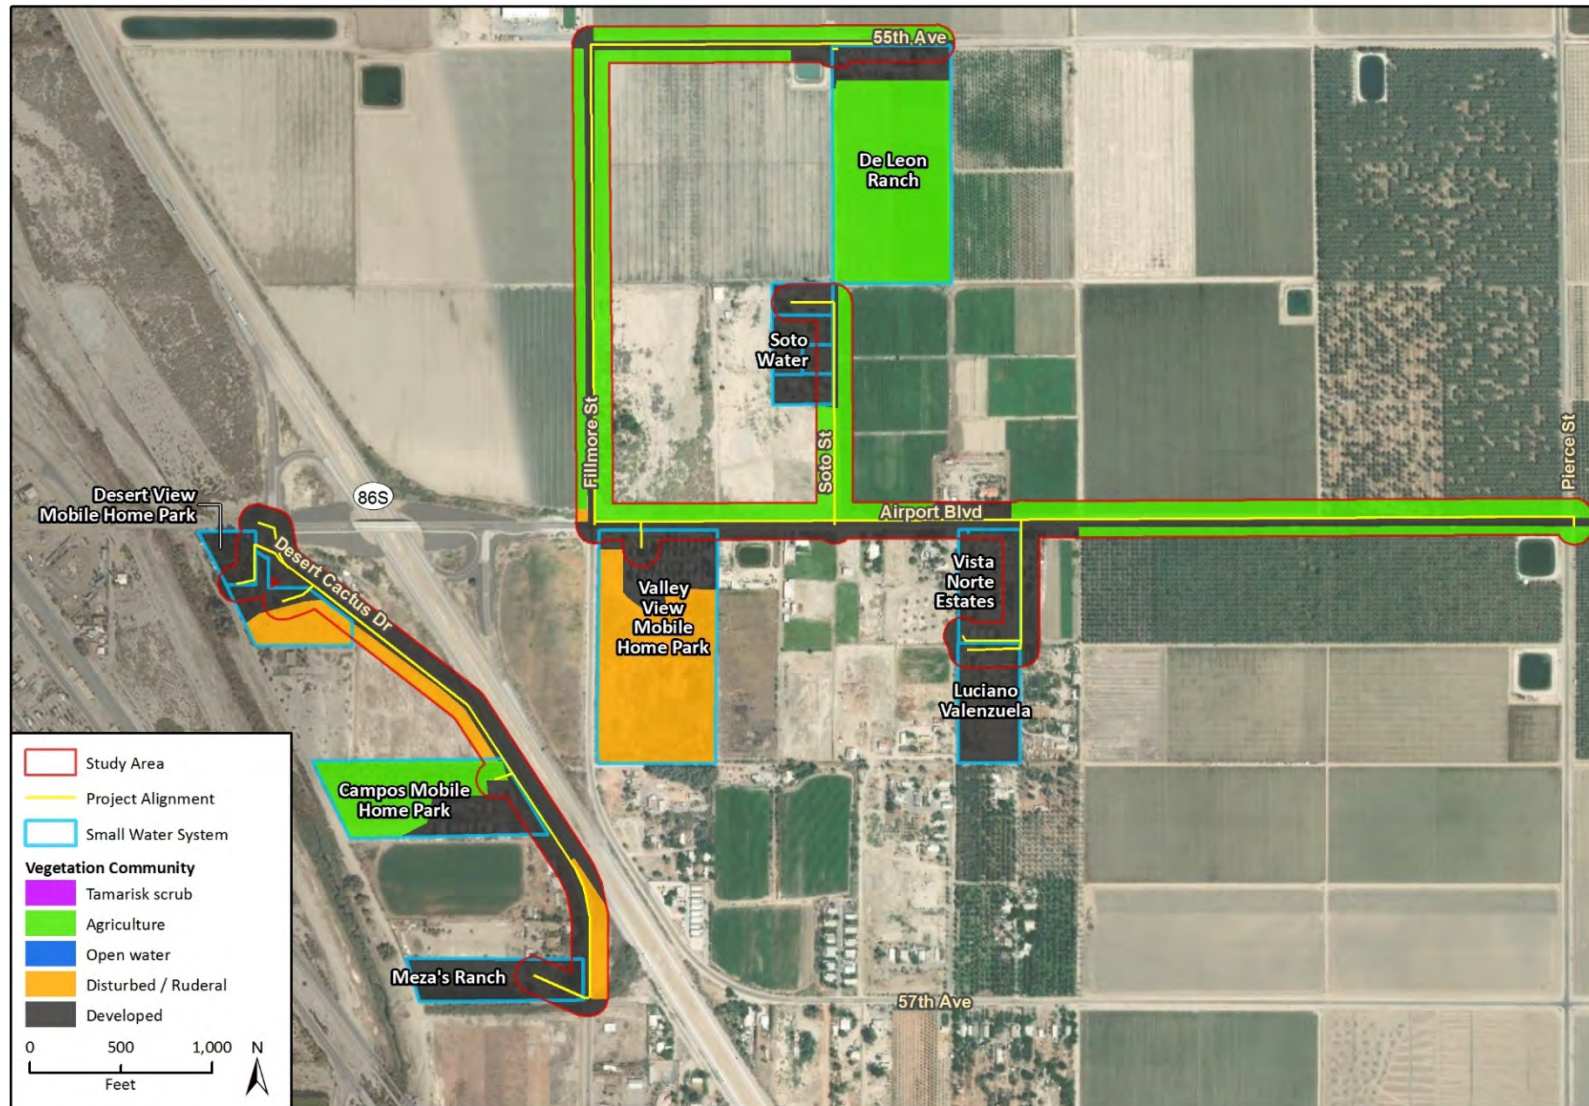 55th Ave
De Leon
Ranch
Soto
Water
Fillmore St
Soto St
Pierce St
86S
Desert View
Mobile Home Park
Airport Blvd
Desert Cactus Dr
Valley
View
Mobile
Home Park
Vista
Norte
Estates
Luciano
Valenzuela
Campos Mobile
Home Park
Meza's Ranch
57th Ave
Study Area
Project Alignment
Small Water System
Vegetation Community
Tamarisk scrub
Agriculture
Open water
Disturbed / Ruderal
Developed
0 500 1,000 N
Feet